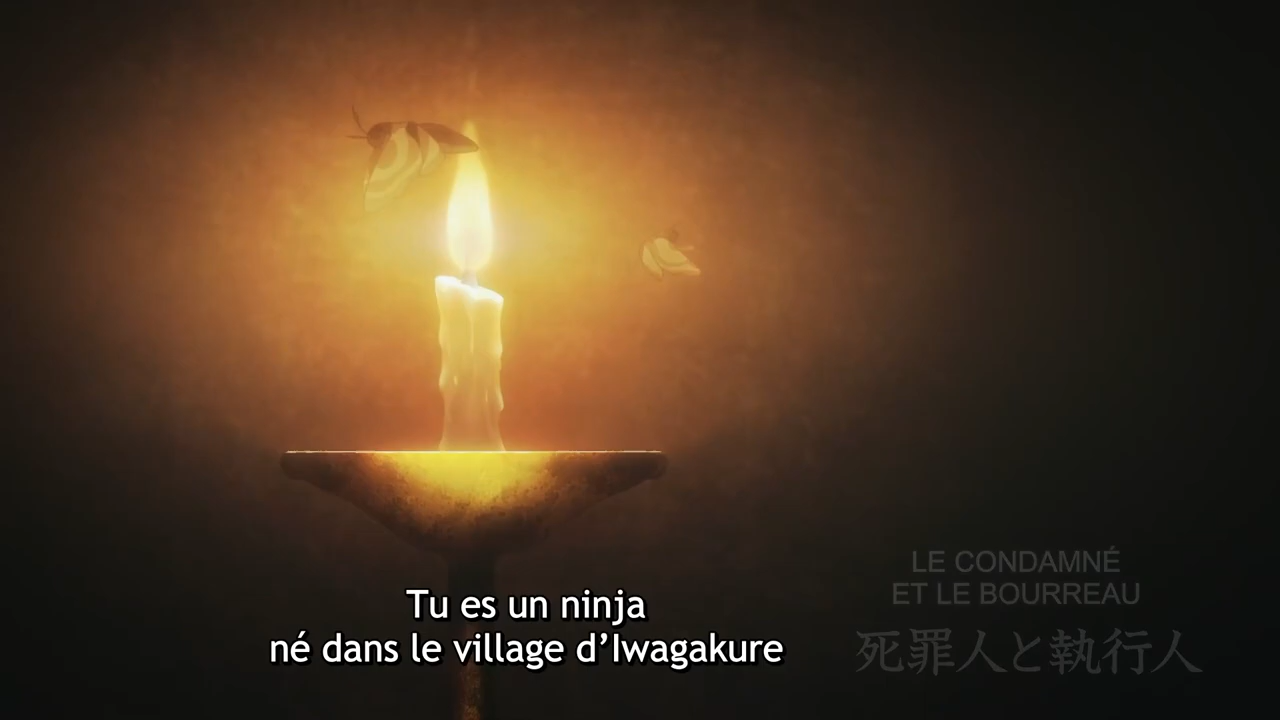 LE CONDAMNÉ
ET LE BOURREAU
死罪人と執行人
Tu es un ninja
né dans le village d’Iwagakure